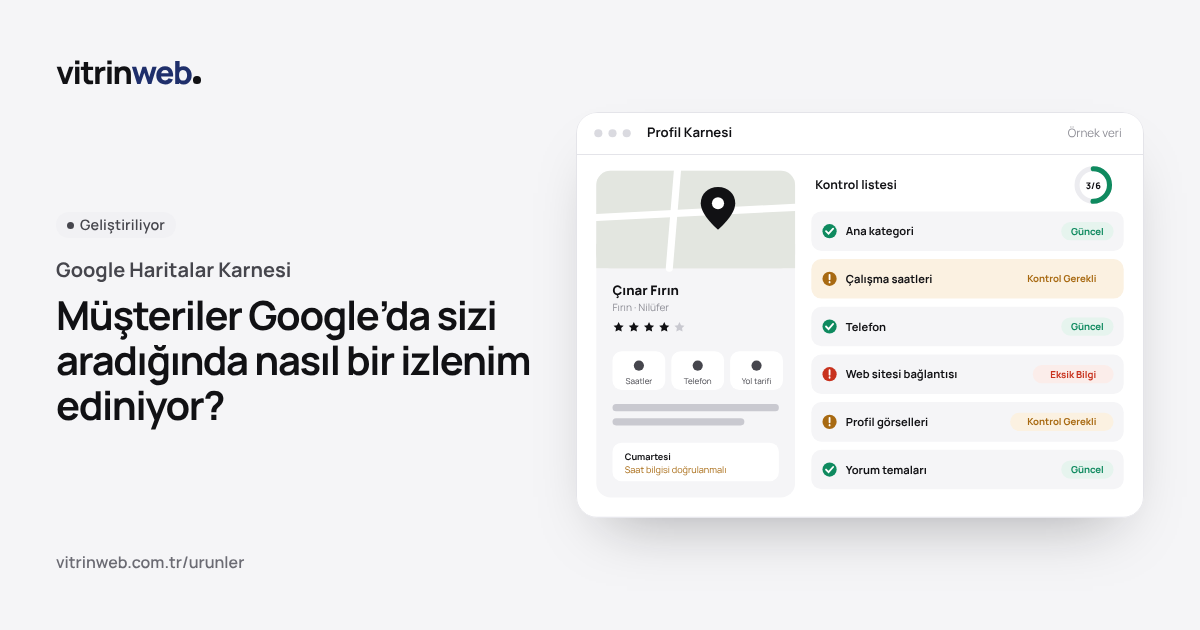 vitrinweb.
Geliştiriliyor
Google Haritalar Karnesi
Müşteriler Google’da sizi
aradığında nasıl bir izlenim
ediniyor?
vitrinweb.com.tr/urunler
Profil Karnesi
Örnek veri
Çınar Fırın
Fırın · Nilüfer
Saatler
Telefon
Yol tarifi
Cumartesi
Saat bilgisi doğrulanmalı
Kontrol listesi
3/6
Ana kategori
Güncel
Çalışma saatleri
Kontrol Gerekli
Telefon
Güncel
Web sitesi bağlantısı
Eksik Bilgi
Profil görselleri
Kontrol Gerekli
Yorum temaları
Güncel